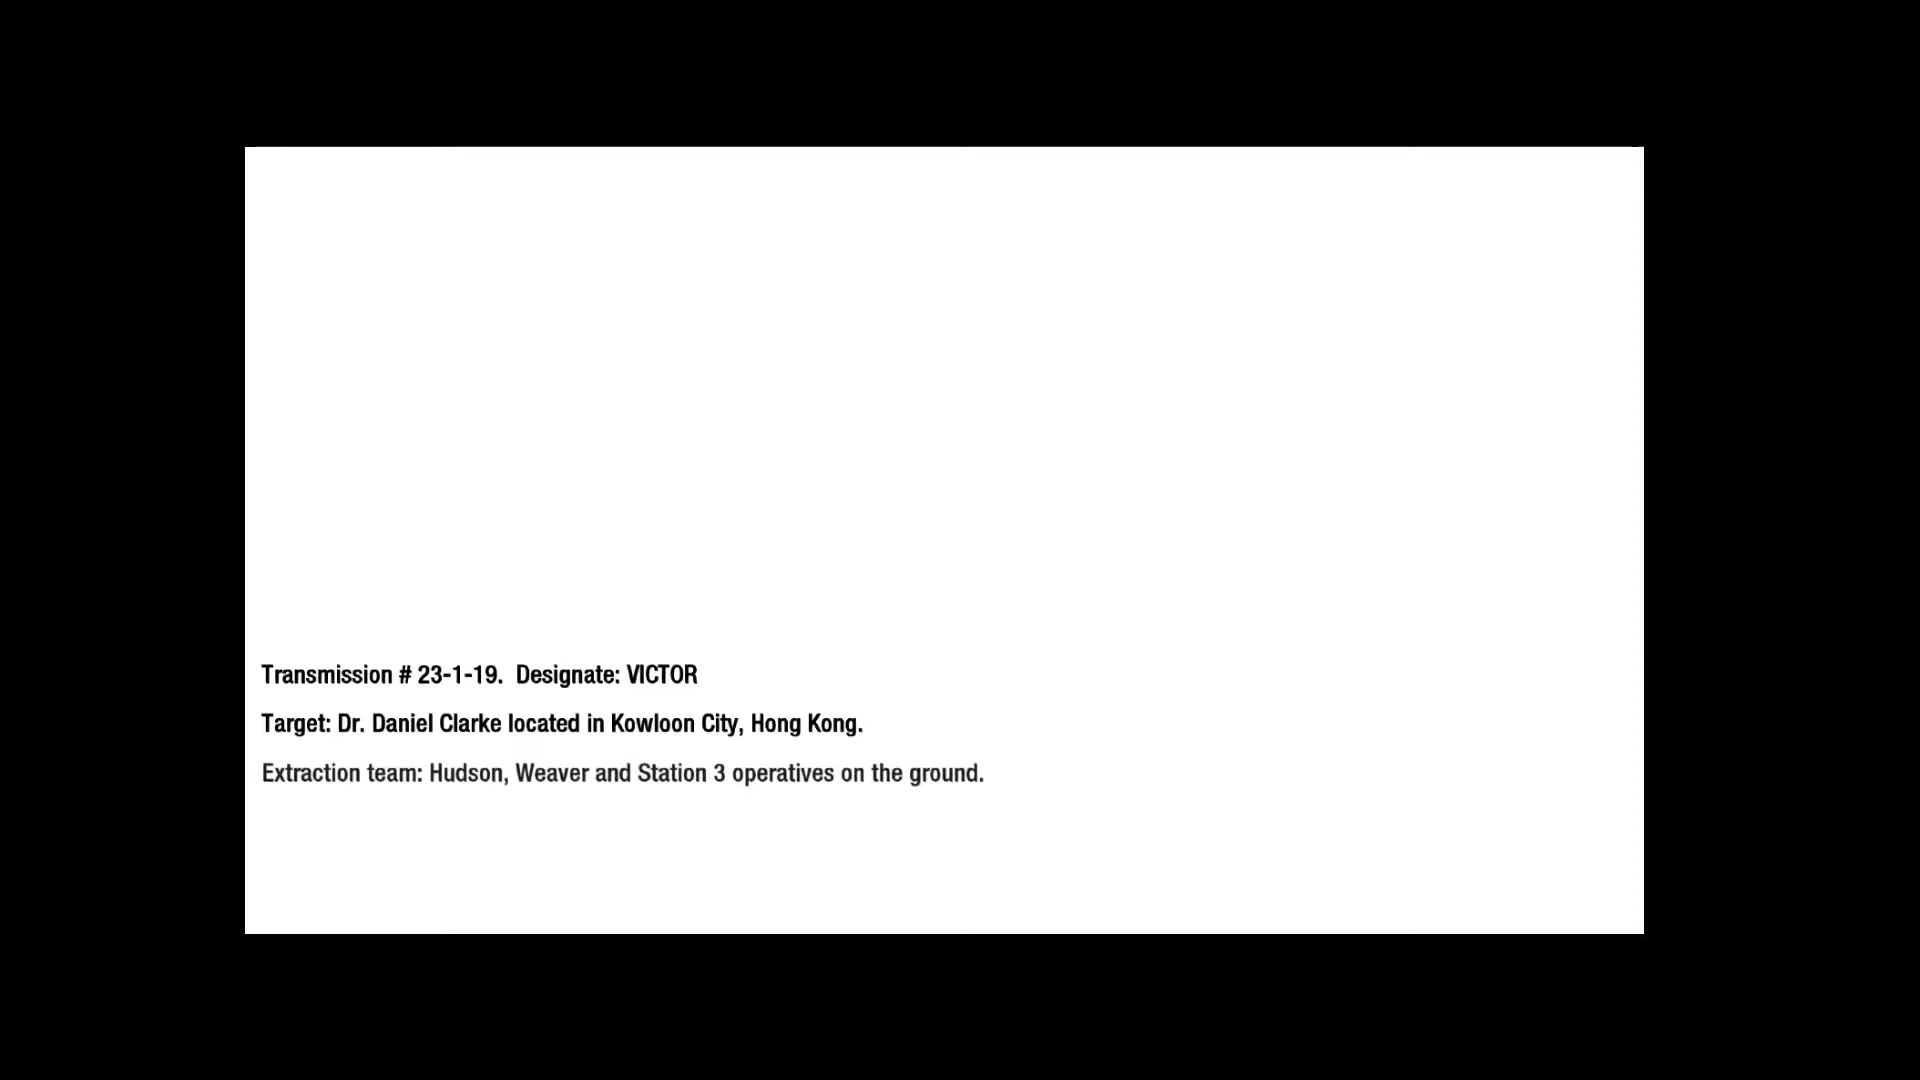 Transmission # 23-1-19.  Designate: VICTOR
Target: Dr. Daniel Clarke located in Kowloon City, Hong Kong.
Extraction team: Hudson, Weaver and Station 3 operatives on the ground.